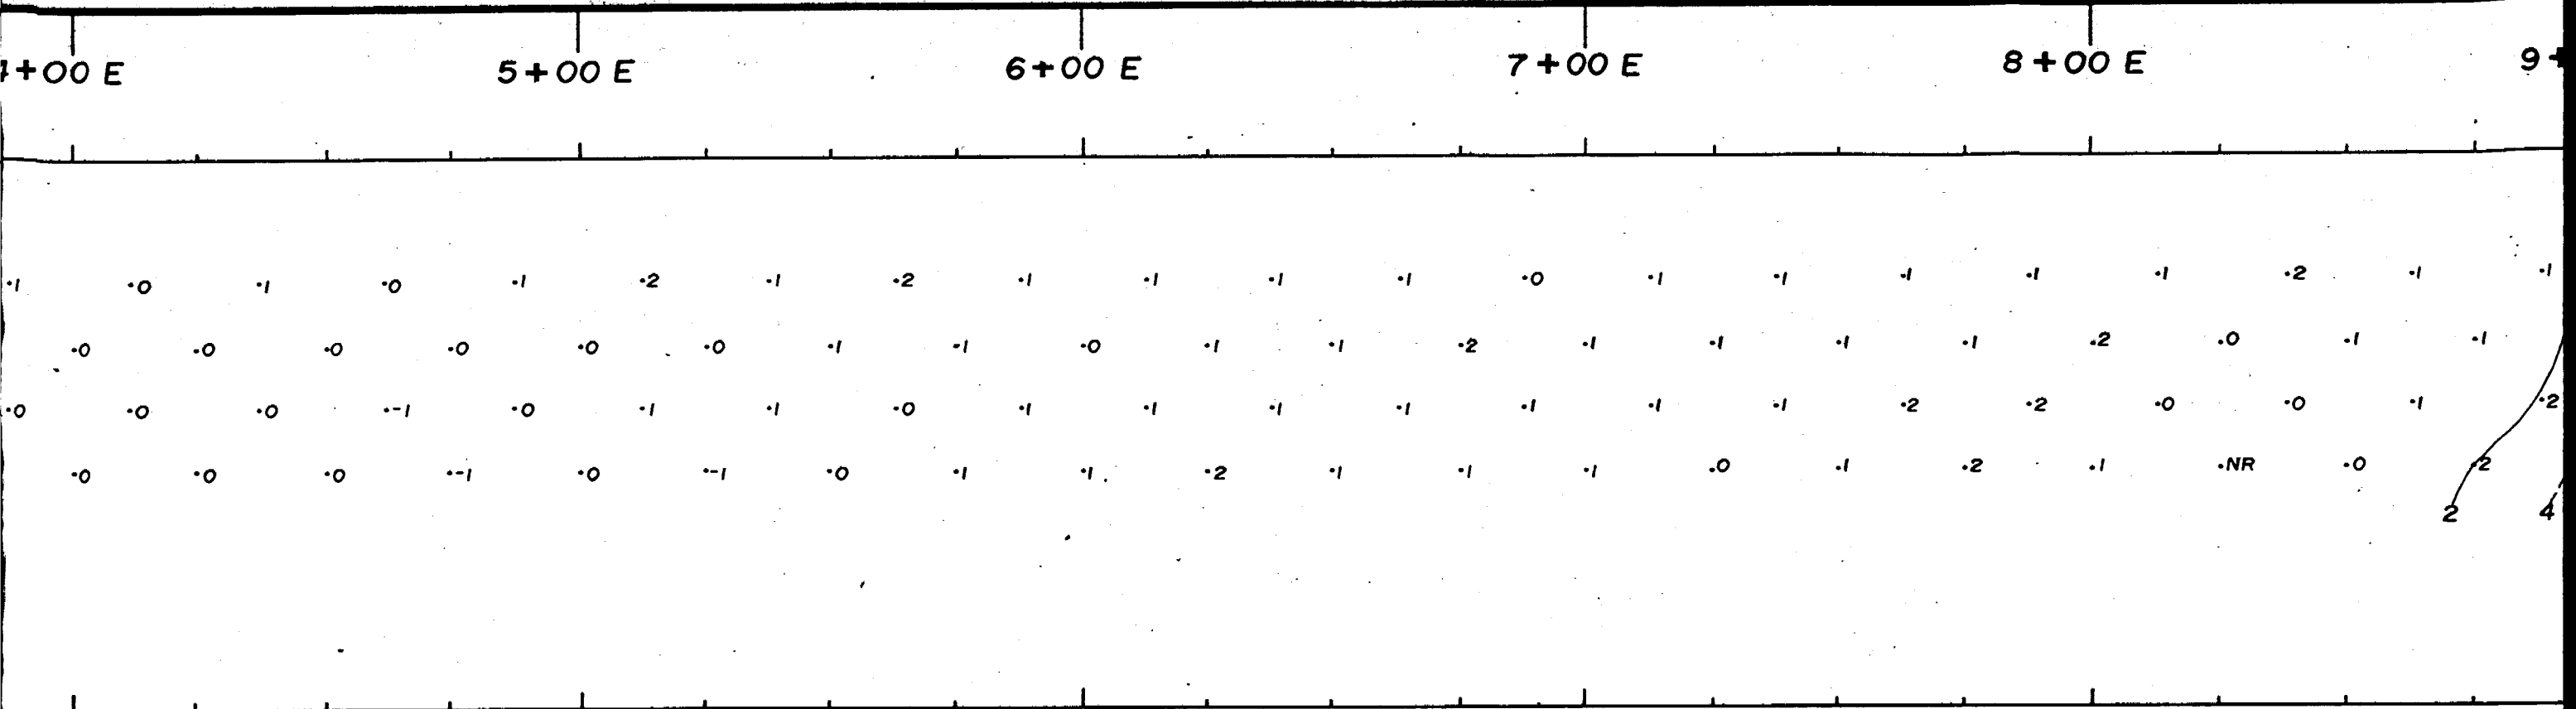 4+00 E 5+00 E 6+00 E 7+00 E 8+00 E 9+
·1 ·0 ·1 ·0 ·1 ·2 ·1 ·2 ·1 ·1 ·1 ·1 ·0 ·1 ·1 ·1 ·1 ·1 ·2 ·1 ·1
·0 ·0 ·0 ·0 ·0 ·0 ·1 ·1 ·0 ·1 ·1 ·2 ·1 ·1 ·1 ·1 ·2 ·0 ·1 ·1
·0 ·0 ·0 ·-1 ·0 ·1 ·1 ·0 ·1 ·1 ·1 ·1 ·1 ·1 ·1 ·2 ·2 ·0 ·0 ·1 ·2
·0 ·0 ·0 ·-1 ·0 ·-1 ·0 ·1 ·1 ·2 ·1 ·1 ·1 ·0 ·1 ·2 ·1 ·NR ·0 ·2
2 4